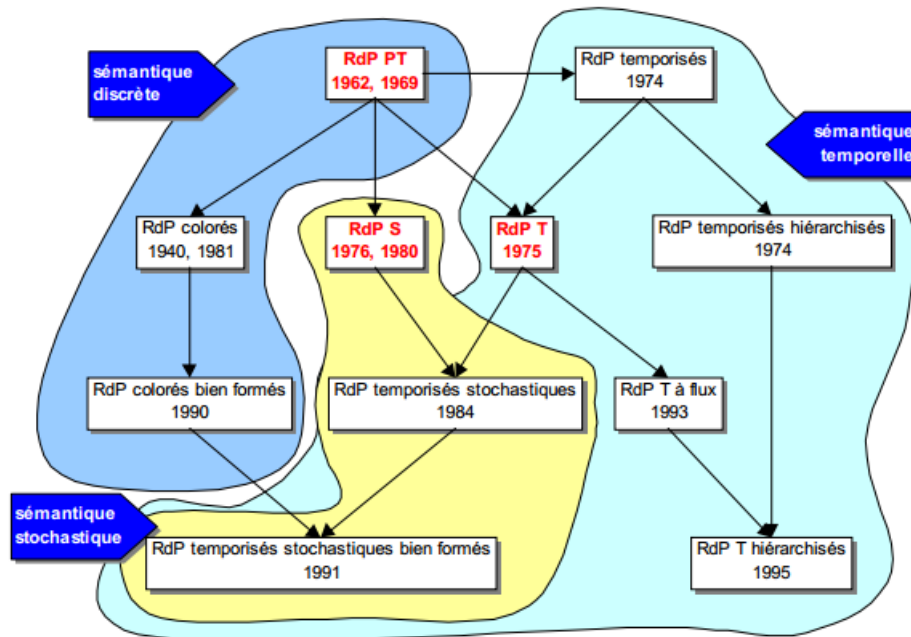 RdP PT
1962, 1969
RdP temporisés
1974
sémantique
discrète
sémantique
temporelle
RdP colorés
1940, 1981
RdP S
1976, 1980
RdP T
1975
RdP temporisés hiérarchisés
1974
RdP colorés bien formés
1990
RdP temporisés stochastiques
1984
RdP T à flux
1993
sémantique
stochastique
RdP temporisés stochastiques bien formés
1991
RdP T hiérarchisés
1995